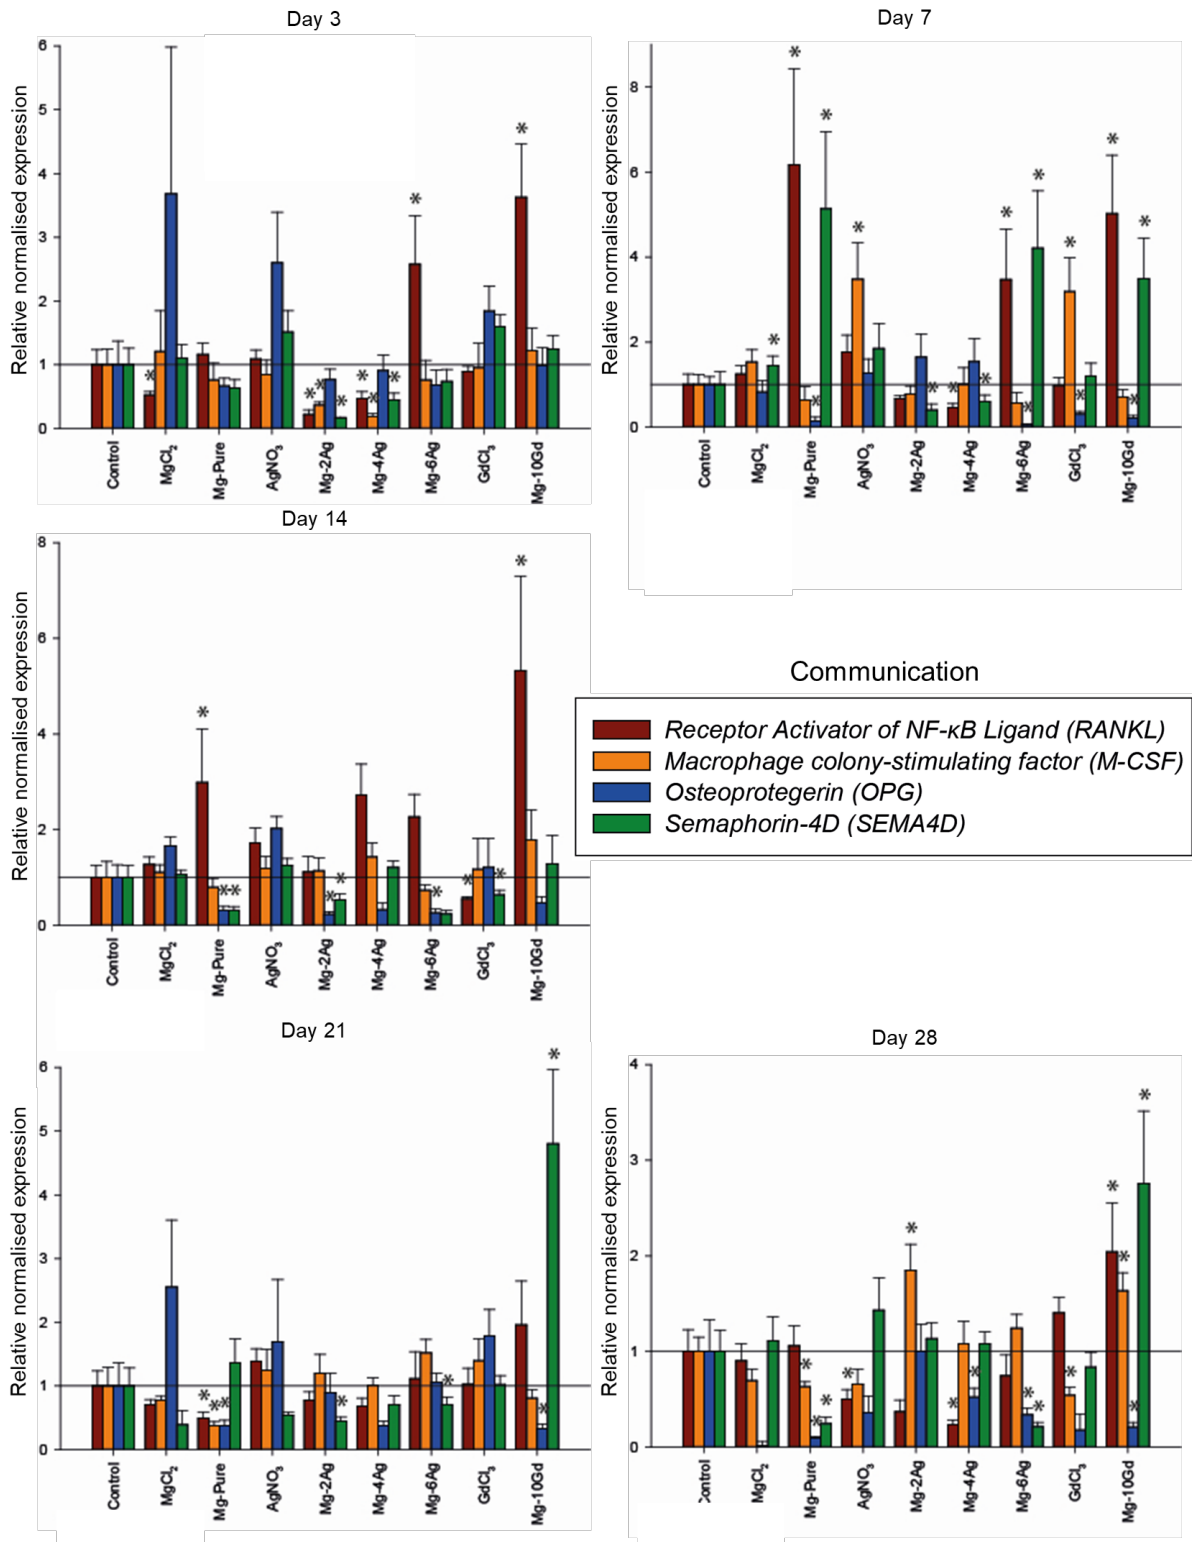 Day 3
Relative normalised expression
6
5
4
3
2
1
0
* * * * * * * * *
Control MgCl2 Mg-Pure AgNO3 Mg-2Ag Mg-4Ag Mg-6Ag GdCl3 Mg-10Gd
Day 7
Relative normalised expression
8
6
4
2
0
* * * * * * * * * * * * * * *
Control MgCl2 Mg-Pure AgNO3 Mg-2Ag Mg-4Ag Mg-6Ag GdCl3 Mg-10Gd
Day 14
Relative normalised expression
8
6
4
2
0
* * * * * * * * *
Control MgCl2 Mg-Pure AgNO3 Mg-2Ag Mg-4Ag Mg-6Ag GdCl3 Mg-10Gd
Communication
Receptor Activator of NF-κB Ligand (RANKL)
Macrophage colony-stimulating factor (M-CSF)
Osteoprotegerin (OPG)
Semaphorin-4D (SEMA4D)
Day 21
Relative normalised expression
6
5
4
3
2
1
0
* * * * * * *
Control MgCl2 Mg-Pure AgNO3 Mg-2Ag Mg-4Ag Mg-6Ag GdCl3 Mg-10Gd
Day 28
Relative normalised expression
4
3
2
1
0
* * * * * * * * * * * * * *
Control MgCl2 Mg-Pure AgNO3 Mg-2Ag Mg-4Ag Mg-6Ag GdCl3 Mg-10Gd